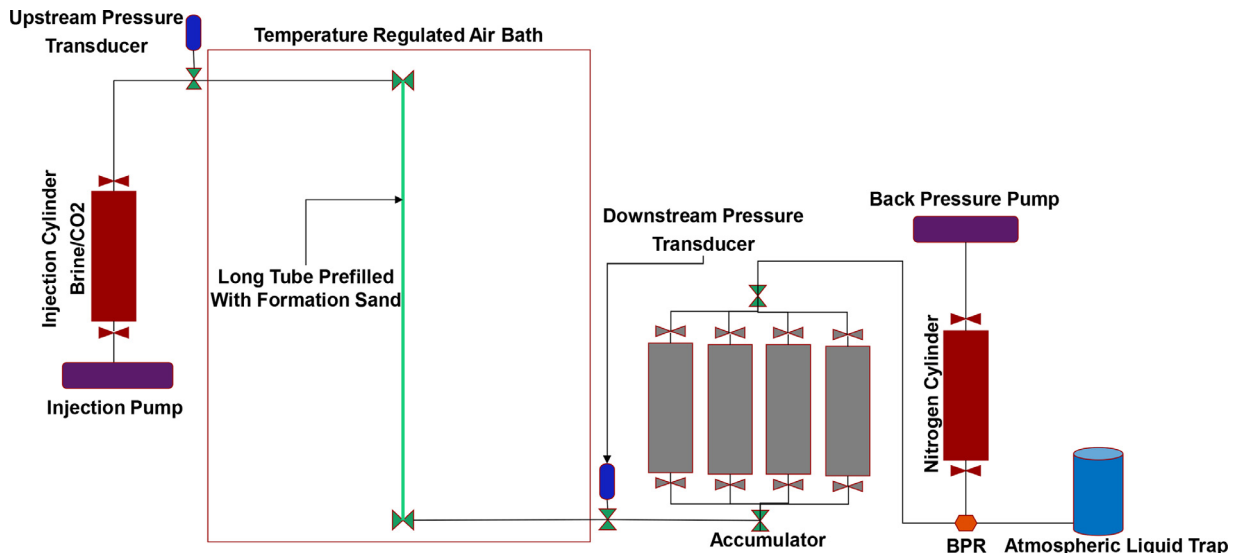 Upstream Pressure
Transducer
Temperature Regulated Air Bath
Injection Cylinder
Brine/CO2
Long Tube Prefilled
With Formation Sand
Injection Pump
Downstream Pressure
Transducer
Accumulator
Back Pressure Pump
Nitrogen Cylinder
BPR
Atmospheric Liquid Trap